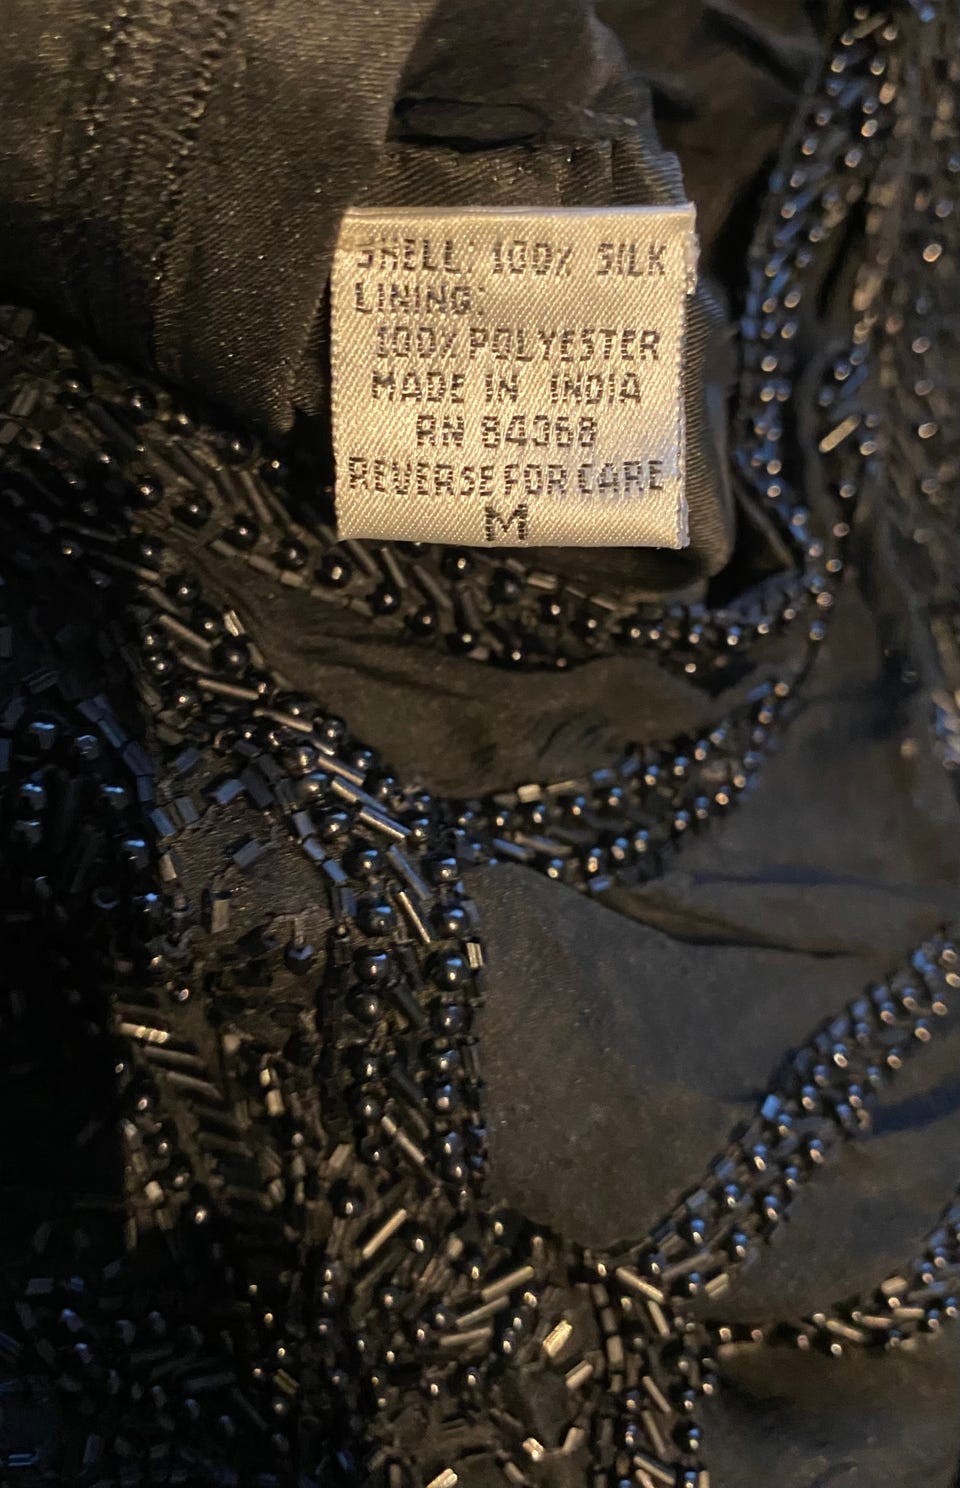 SHELL: 100% SILK
LINING:
100% POLYESTER
MADE IN INDIA
RN 84368
REVERSE FOR CARE
M